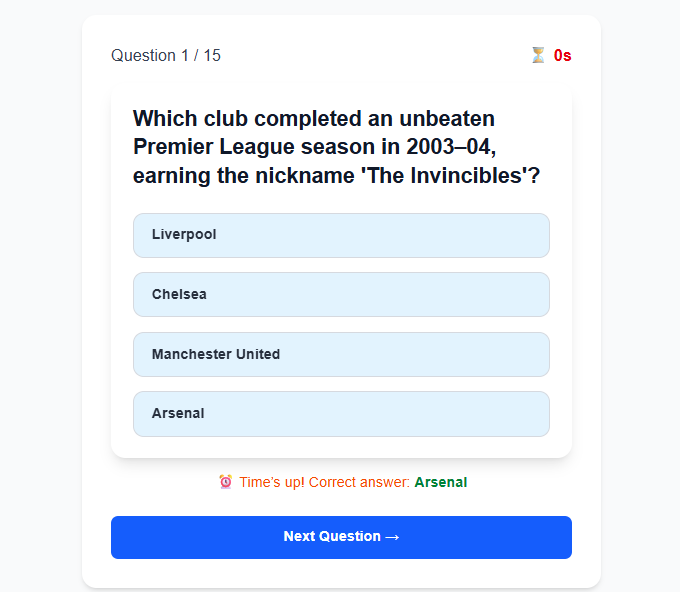 Question 1 / 15
⏳ 0s
Which club completed an unbeaten
Premier League season in 2003–04,
earning the nickname 'The Invincibles'?
Liverpool
Chelsea
Manchester United
Arsenal
⏰ Time's up! Correct answer: Arsenal
Next Question →